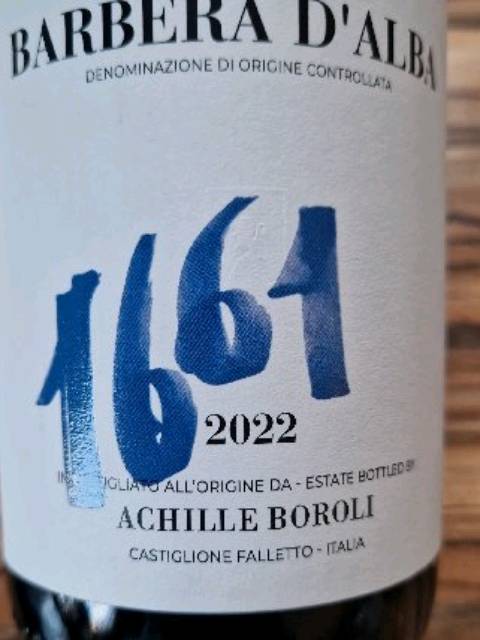 BARBERA D'ALBA
DENOMINAZIONE DI ORIGINE CONTROLLATA
1661
2022
ALL'ORIGINE DA - ESTATE BOTTLED BY
ACHILLE BOROLI
CASTIGLIONE FALLETTO - ITALIA